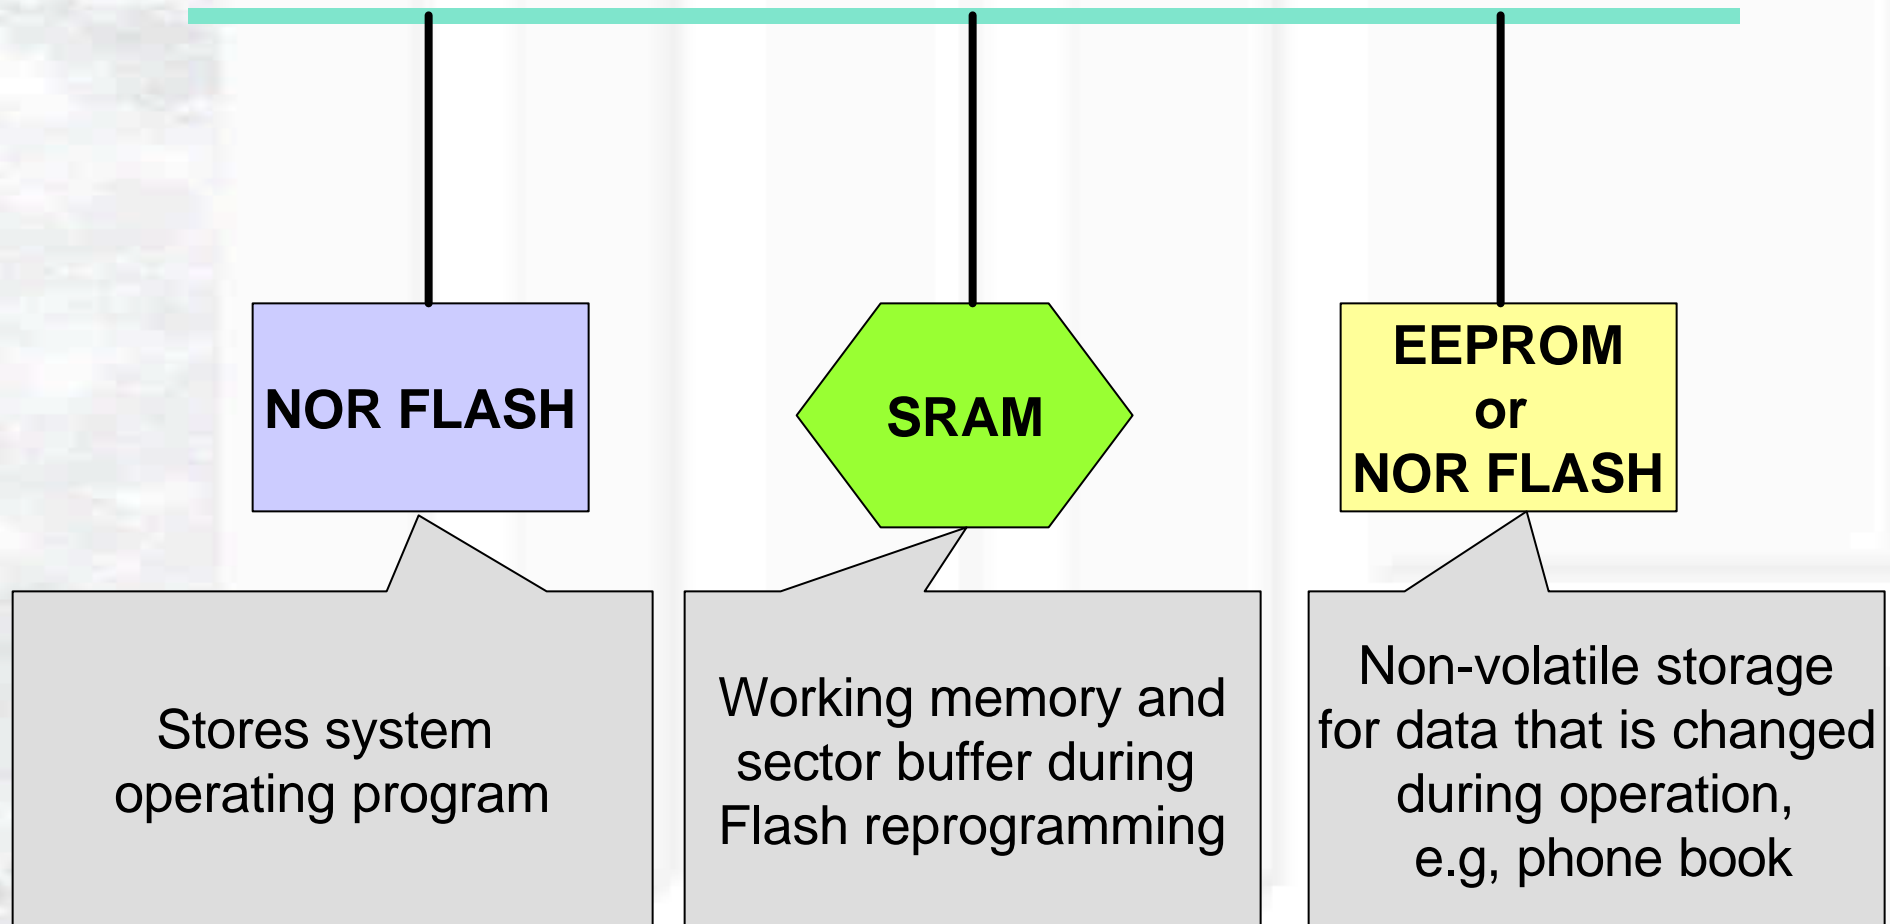 NOR FLASH
SRAM
EEPROM
or
NOR FLASH
Stores system
operating program
Working memory and
sector buffer during
Flash reprogramming
Non-volatile storage
for data that is changed
during operation,
e.g, phone book